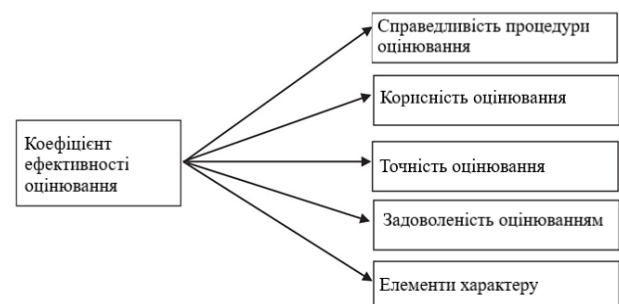 Справедливість процедури
оцінювання
Корисність оцінювання
Коефіцієнт
ефективності
оцінювання
Точність оцінювання
Задоволеність оцінюванням
Елементи характеру